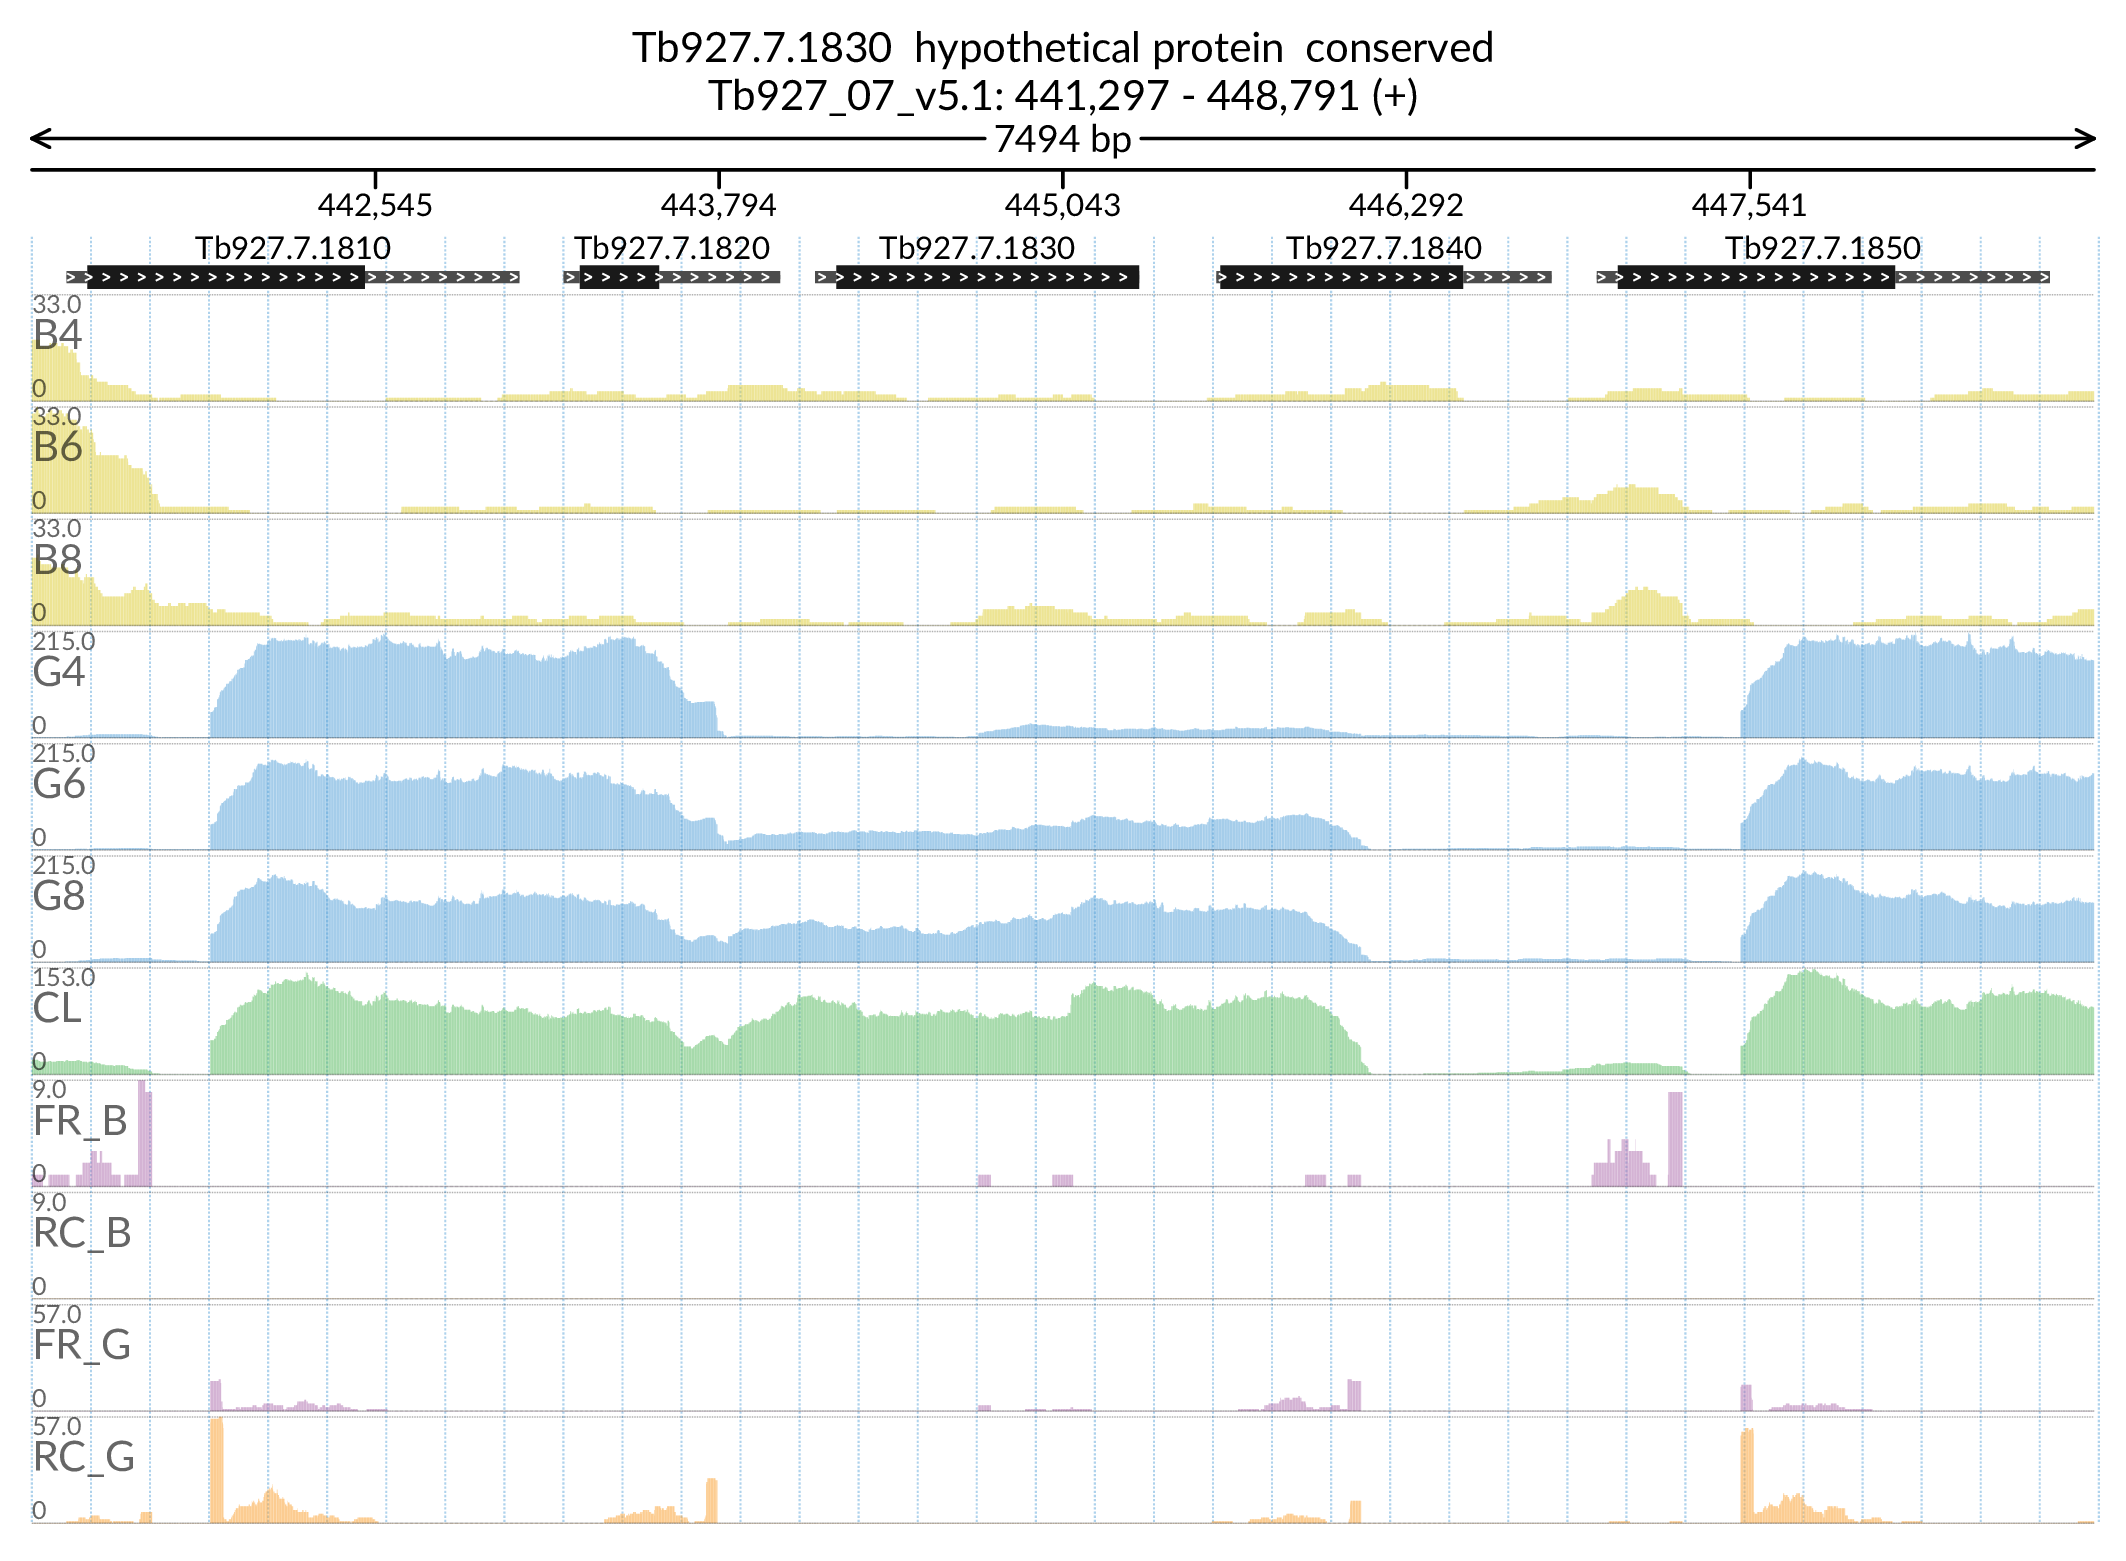 Tb927.7.1830 hypothetical protein conserved
Tb927_07_v5.1: 441,297 - 448,791 (+)
7494 bp
442,545 443,794 445,043 446,292 447,541
Tb927.7.1810 Tb927.7.1820 Tb927.7.1830 Tb927.7.1840 Tb927.7.1850
33.0
B4
0
33.0
B6
0
33.0
B8
0
215.0
G4
0
215.0
G6
0
215.0
G8
0
153.0
CL
0
9.0
FR_B
0
9.0
RC_B
0
57.0
FR_G
0
57.0
RC_G
0